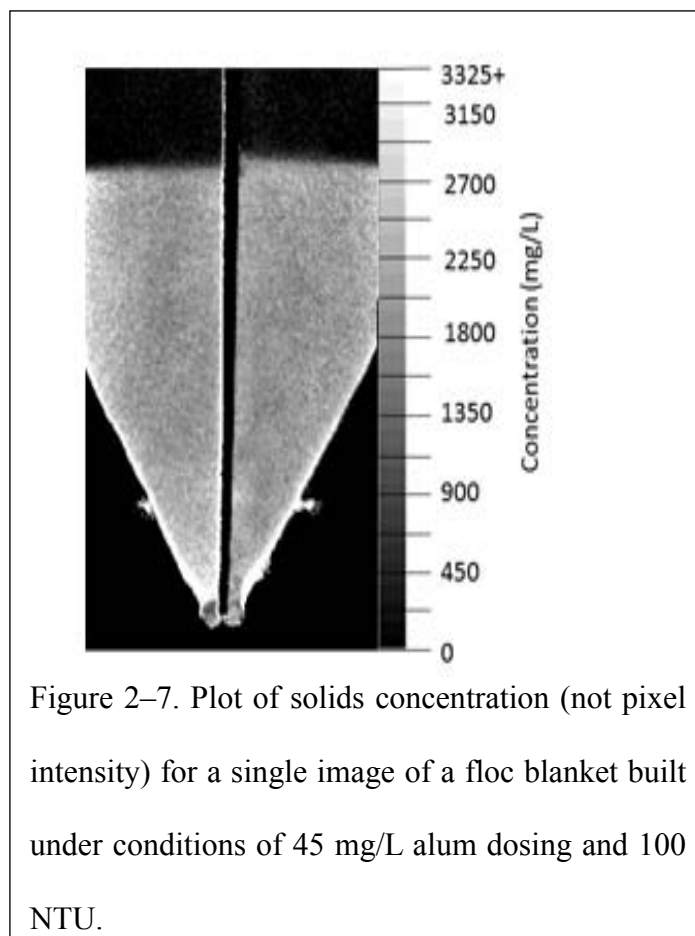 3325+
3150
2700
2250
1800
1350
900
450
0
Concentration (mg/L)
Figure 2–7. Plot of solids concentration (not pixel
intensity) for a single image of a floc blanket built
under conditions of 45 mg/L alum dosing and 100
NTU.